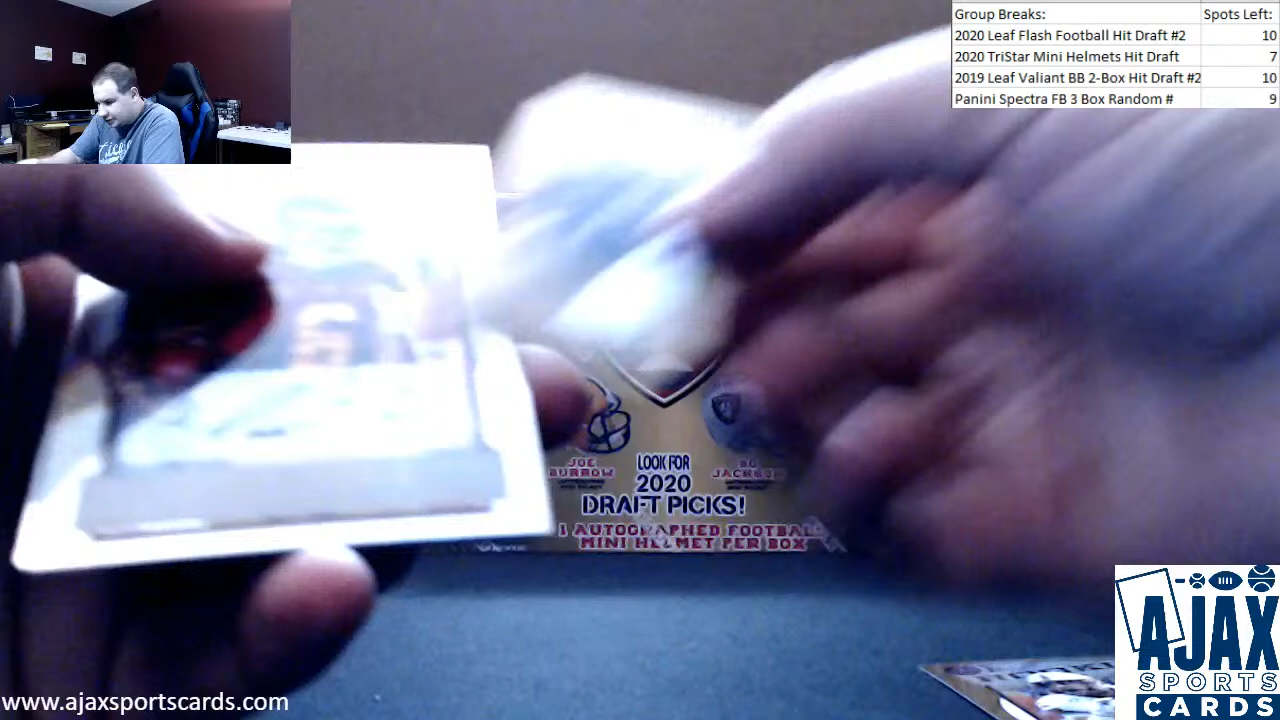 Group Breaks: Spots Left:
2020 Leaf Flash Football Hit Draft #2 10
2020 TriStar Mini Helmets Hit Draft 7
2019 Leaf Valiant BB 2-Box Hit Draft #2 10
Panini Spectra FB 3 Box Random # 9
JOE BURROW
LOOK FOR
2020
DRAFT PICKS!
BO JACKSON
1 AUTOGRAPHED FOOTBALL
MINI HELMET PER BOX
AJAX
SPORTS
CARDS
www.ajaxsportscards.com